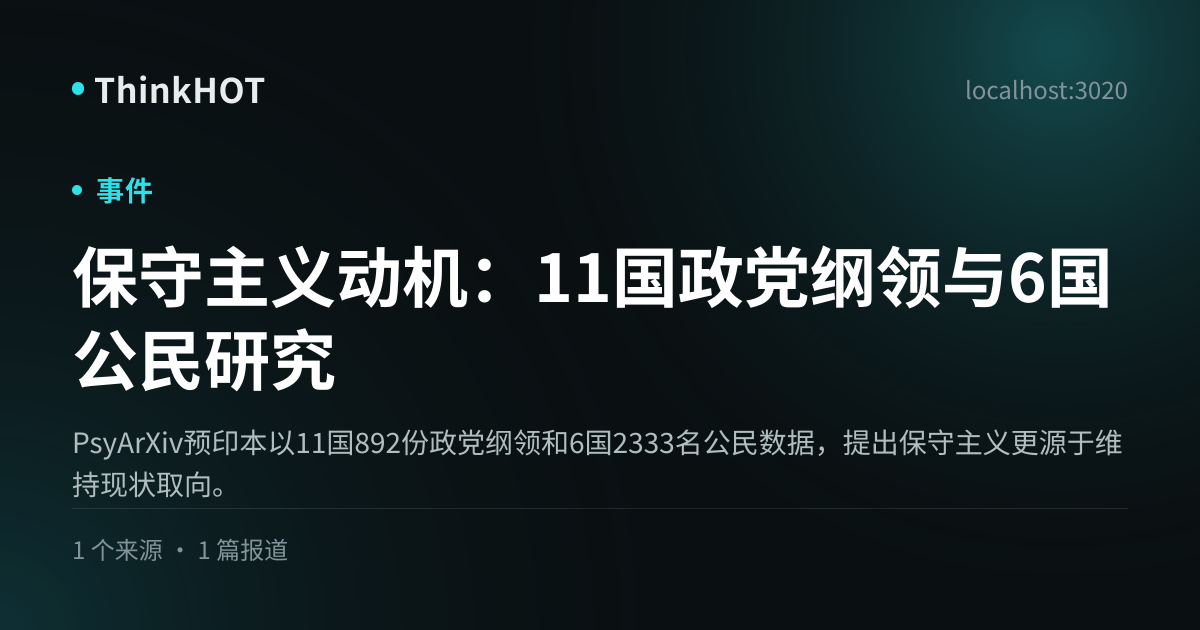 ThinkHOT
localhost:3020
事件
保守主义动机：11国政党纲领与6国
公民研究
PsyArXiv预印本以11国892份政党纲领和6国2333名公民数据，提出保守主义更源于维
持现状取向。
1 个来源 · 1 篇报道